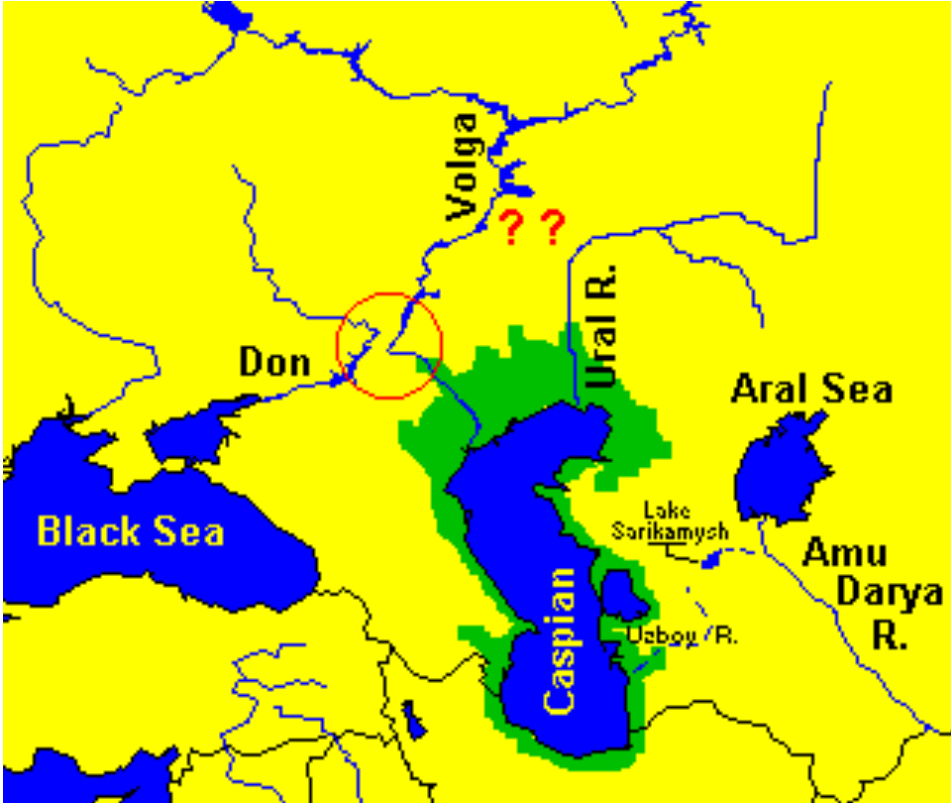 Volga
? ?
Ural R.
Don
Aral Sea
Black Sea
Lake
Sarikamysh
Amu
Darya
R.
Uzboy R.
Caspian